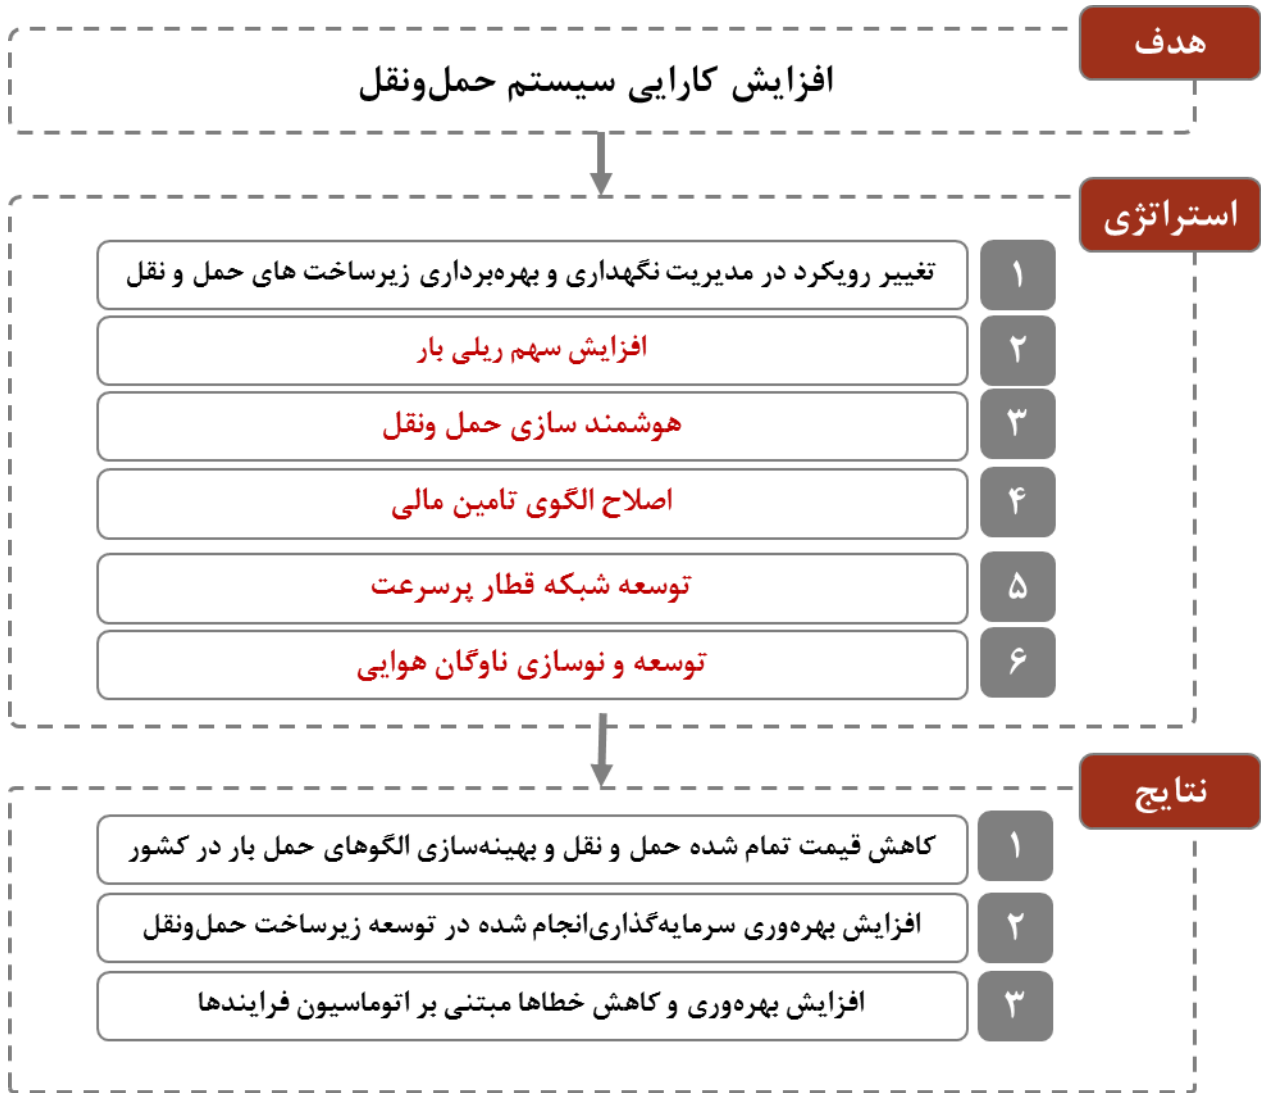 هدف
افزایش کارایی سیستم حمل‌ونقل
استراتژی
۱ تغییر رویکرد در مدیریت نگهداری و بهره‌برداری زیرساخت های حمل و نقل
۲ افزایش سهم ریلی بار
۳ هوشمند سازی حمل ونقل
۴ اصلاح الگوی تامین مالی
۵ توسعه شبکه قطار پرسرعت
۶ توسعه و نوسازی ناوگان هوایی
نتایج
۱ کاهش قیمت تمام شده حمل و نقل و بهینه‌سازی الگوهای حمل بار در کشور
۲ افزایش بهره‌وری سرمایه‌گذاری‌انجام شده در توسعه زیرساخت حمل‌ونقل
۳ افزایش بهره‌وری و کاهش خطاها مبتنی بر اتوماسیون فرایندها